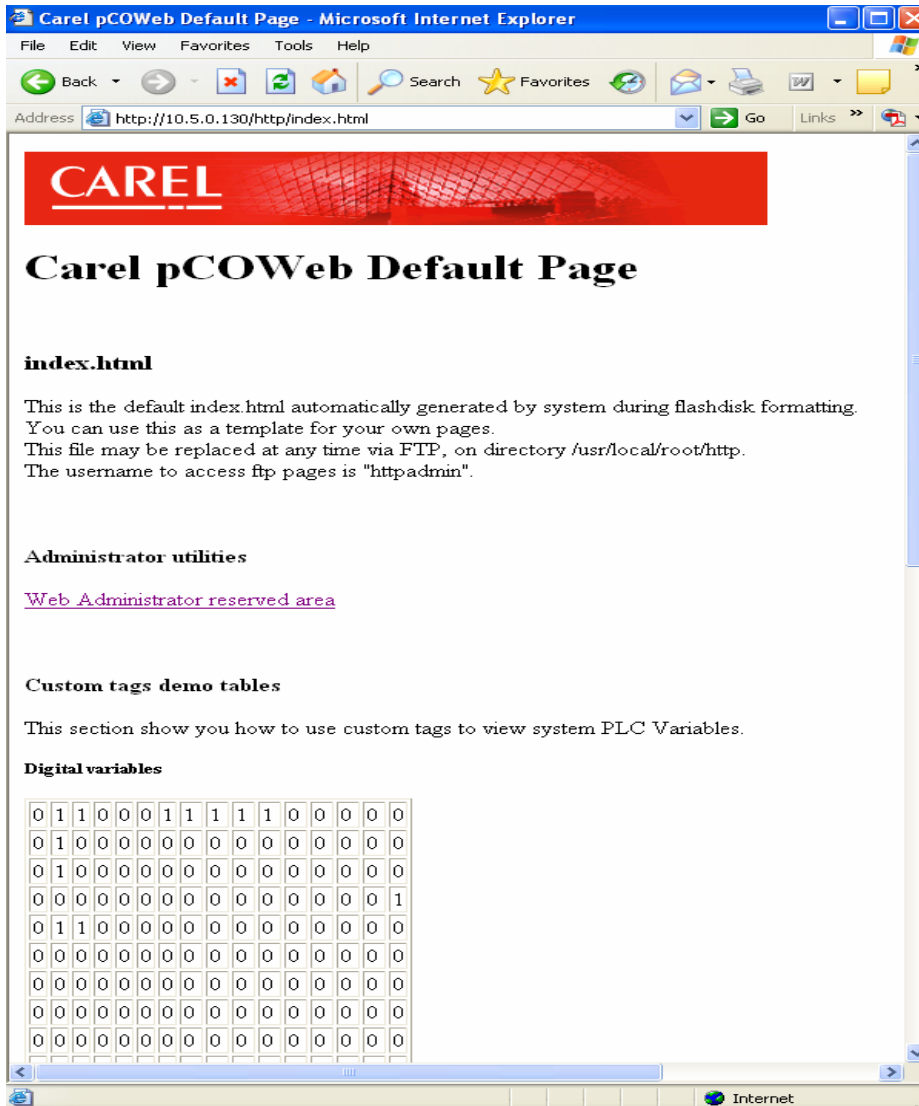 Carel pCOWeb Default Page - Microsoft Internet Explorer
File Edit View Favorites Tools Help
Back Search Favorites W »
Address http://10.5.0.130/http/index.html Go Links »
CAREL
Carel pCOWeb Default Page
index.html
This is the default index.html automatically generated by system during flashdisk formatting.
You can use this as a template for your own pages.
This file may be replaced at any time via FTP, on directory /usr/local/root/http.
The username to access ftp pages is "httpadmin".
Administrator utilities
Web Administrator reserved area
Custom tags demo tables
This section show you how to use custom tags to view system PLC Variables.
Digital variables
0 1 1 0 0 0 1 1 1 1 1 0 0 0 0 0
0 1 0 0 0 0 0 0 0 0 0 0 0 0 0 0
0 1 0 0 0 0 0 0 0 0 0 0 0 0 0 0
0 0 0 0 0 0 0 0 0 0 0 0 0 0 0 1
0 1 1 0 0 0 0 0 0 0 0 0 0 0 0 0
0 0 0 0 0 0 0 0 0 0 0 0 0 0 0 0
0 0 0 0 0 0 0 0 0 0 0 0 0 0 0 0
0 0 0 0 0 0 0 0 0 0 0 0 0 0 0 0
0 0 0 0 0 0 0 0 0 0 0 0 0 0 0 0
Internet